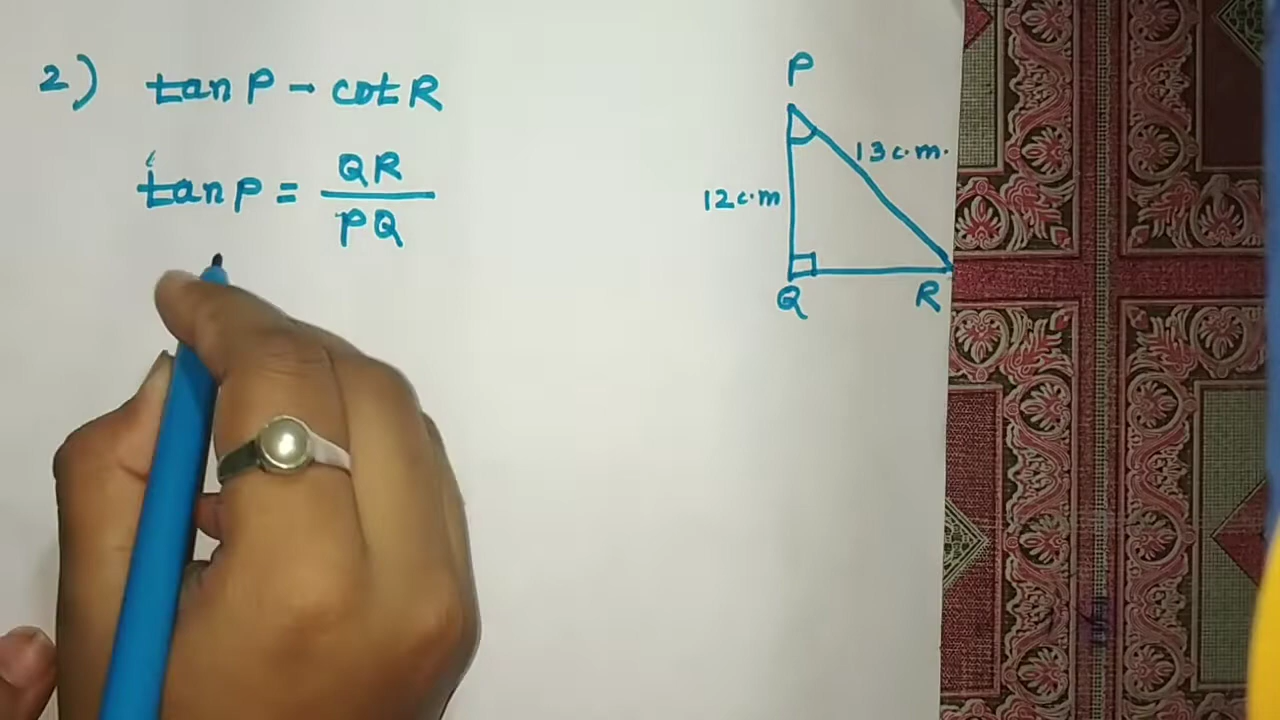 2) tan P - cot R
tan P = QR
PQ
P
13 c.m.
12 c.m
Q R